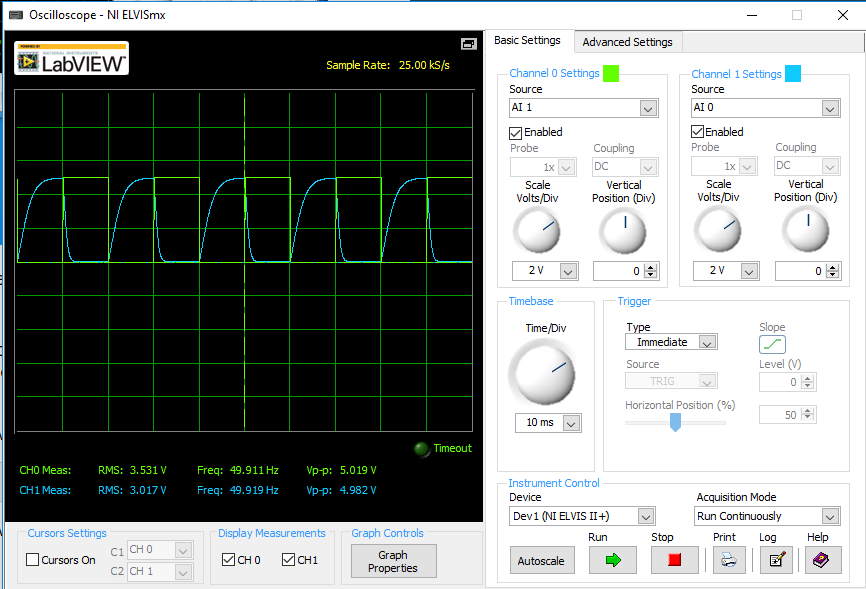 Oscilloscope - NI ELVISmx
POWERED BY
NATIONAL INSTRUMENTS
LabVIEW™
Sample Rate: 25.00 kS/s
CH0 Meas: RMS: 3.531 V Freq: 49.911 Hz Vp-p: 5.019 V
CH1 Meas: RMS: 3.017 V Freq: 49.919 Hz Vp-p: 4.982 V
Timeout
Cursors Settings
Cursors On
C1 CH 0
C2 CH 1
Display Measurements
CH 0 CH1
Graph Controls
Graph
Properties
Basic Settings Advanced Settings
Channel 0 Settings
Source
AI 1
Enabled
Probe Coupling
1x DC
Scale Vertical
Volts/Div Position (Div)
2 V 0
Channel 1 Settings
Source
AI 0
Enabled
Probe Coupling
1x DC
Scale Vertical
Volts/Div Position (Div)
2 V 0
Timebase
Time/Div
10 ms
Trigger
Type Slope
Immediate
Source Level (V)
TRIG 0
Horizontal Position (%)
50
Instrument Control
Device Acquisition Mode
Dev1 (NI ELVIS II+) Run Continuously
Run Stop Print Log Help
Autoscale